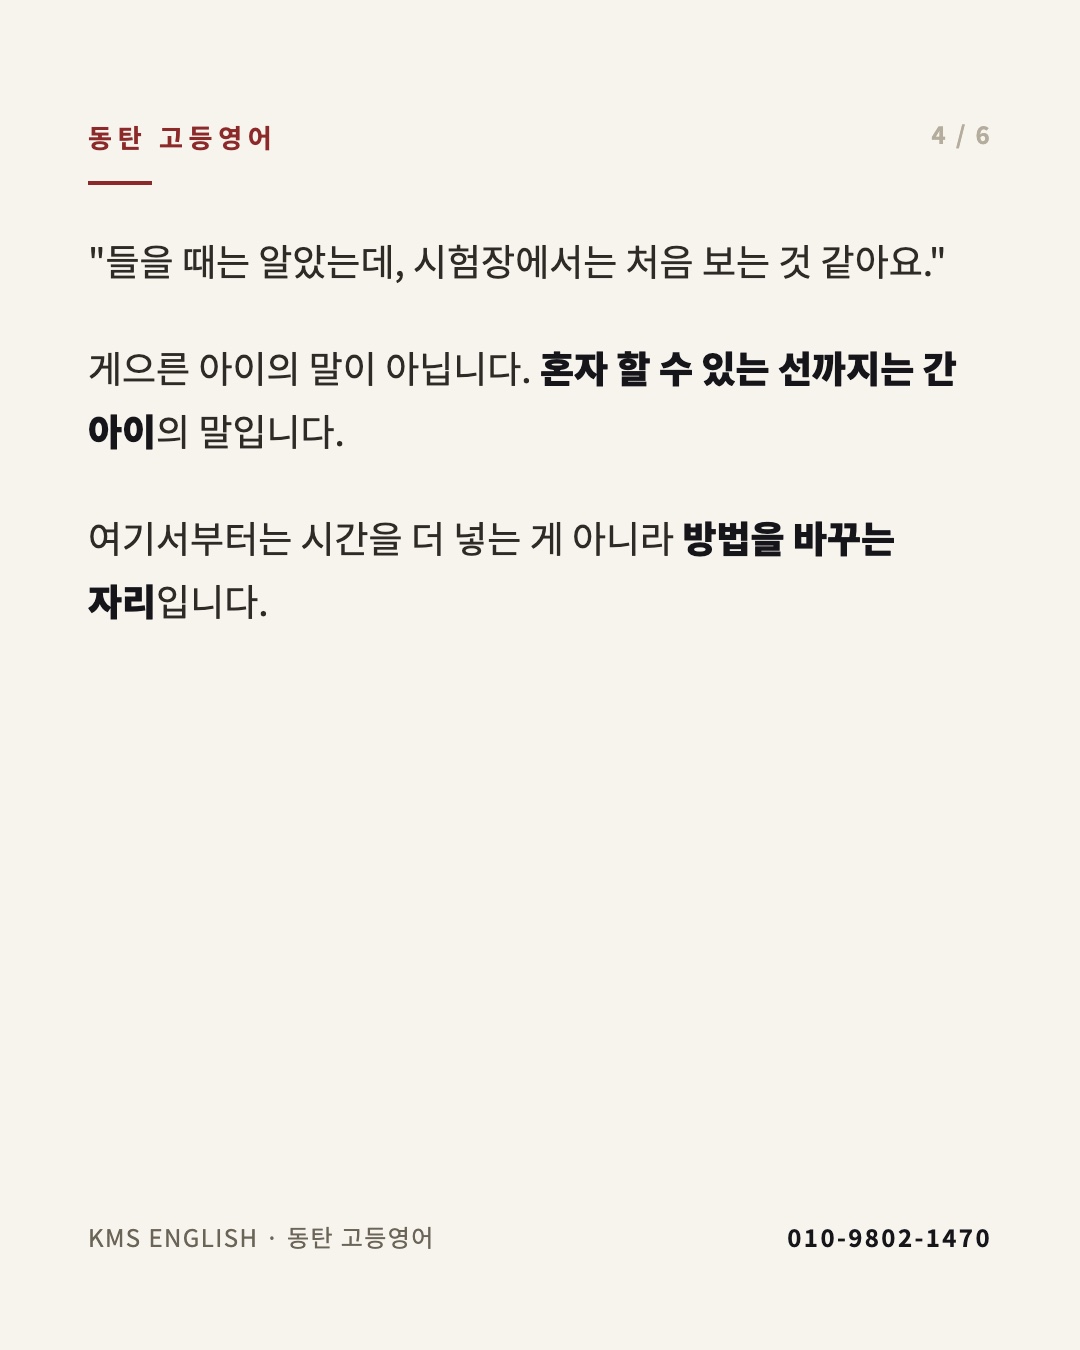 동탄 고등영어
4 / 6
"들을 때는 알았는데, 시험장에서는 처음 보는 것 같아요."
게으른 아이의 말이 아닙니다. 혼자 할 수 있는 선까지는 간
아이의 말입니다.
여기서부터는 시간을 더 넣는 게 아니라 방법을 바꾸는
자리입니다.
KMS ENGLISH · 동탄 고등영어
010-9802-1470